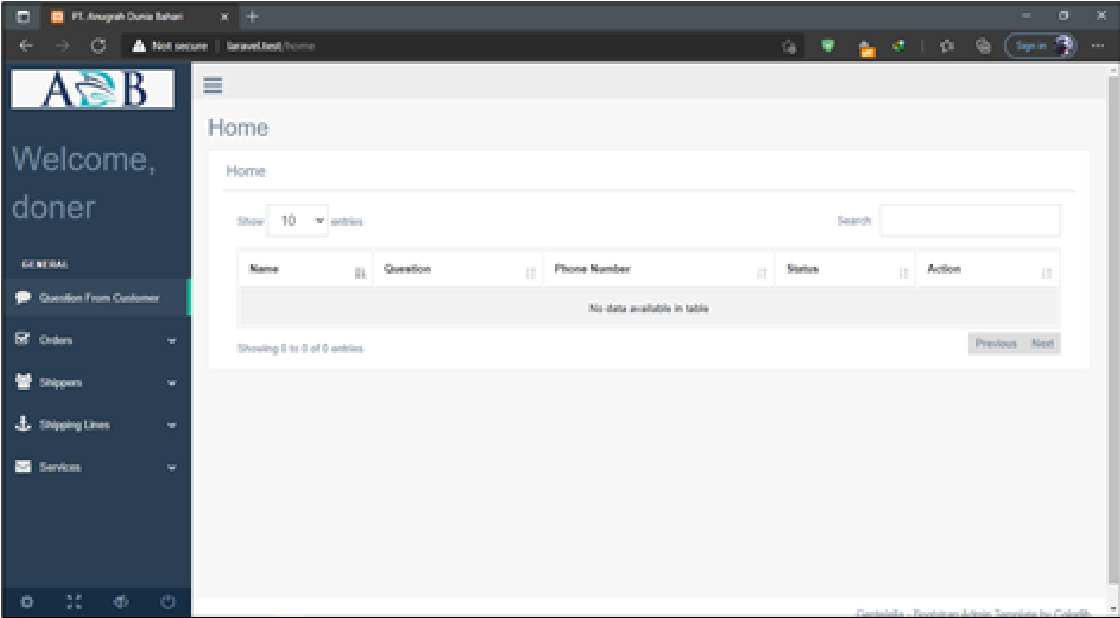 PT. Anugrah Dunia Bahari
Not secure
laravel.test/home
Sign in
ADB
Welcome,
doner
GENERAL
Question From Customer
Orders
Shippers
Shipping Lines
Services
Home
Home
Show 10 entries
Search:
Name Question Phone Number Status Action
No data available in table
Showing 0 to 0 of 0 entries
Previous Next
Gentelella - Bootstrap Admin Template by Colorlib